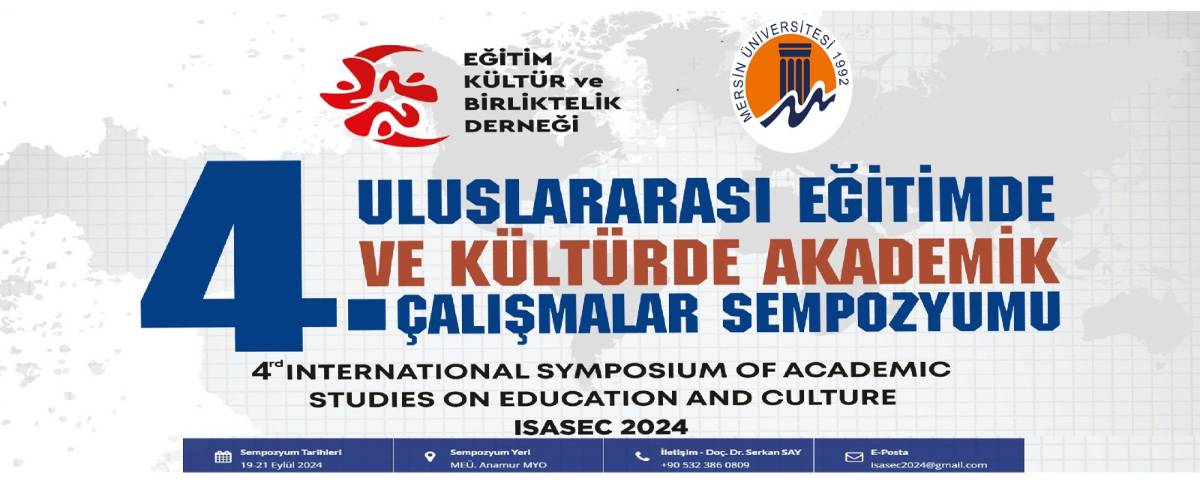 EĞİTİM
KÜLTÜR ve
BİRLİKTELİK
DERNEĞİ
MERSİN ÜNİVERSİTESİ 1992
4.
ULUSLARARASI EĞİTİMDE
VE KÜLTÜRDE AKADEMİK
ÇALIŞMALAR SEMPOZYUMU
4rd INTERNATIONAL SYMPOSIUM OF ACADEMIC
STUDIES ON EDUCATION AND CULTURE
ISASEC 2024
Sempozyum Tarihleri
19-21 Eylül 2024
Sempozyum Yeri
MEÜ. Anamur MYO
İletişim - Doç. Dr. Serkan SAY
+90 532 386 0809
E-Posta
isasec2024@gmail.com